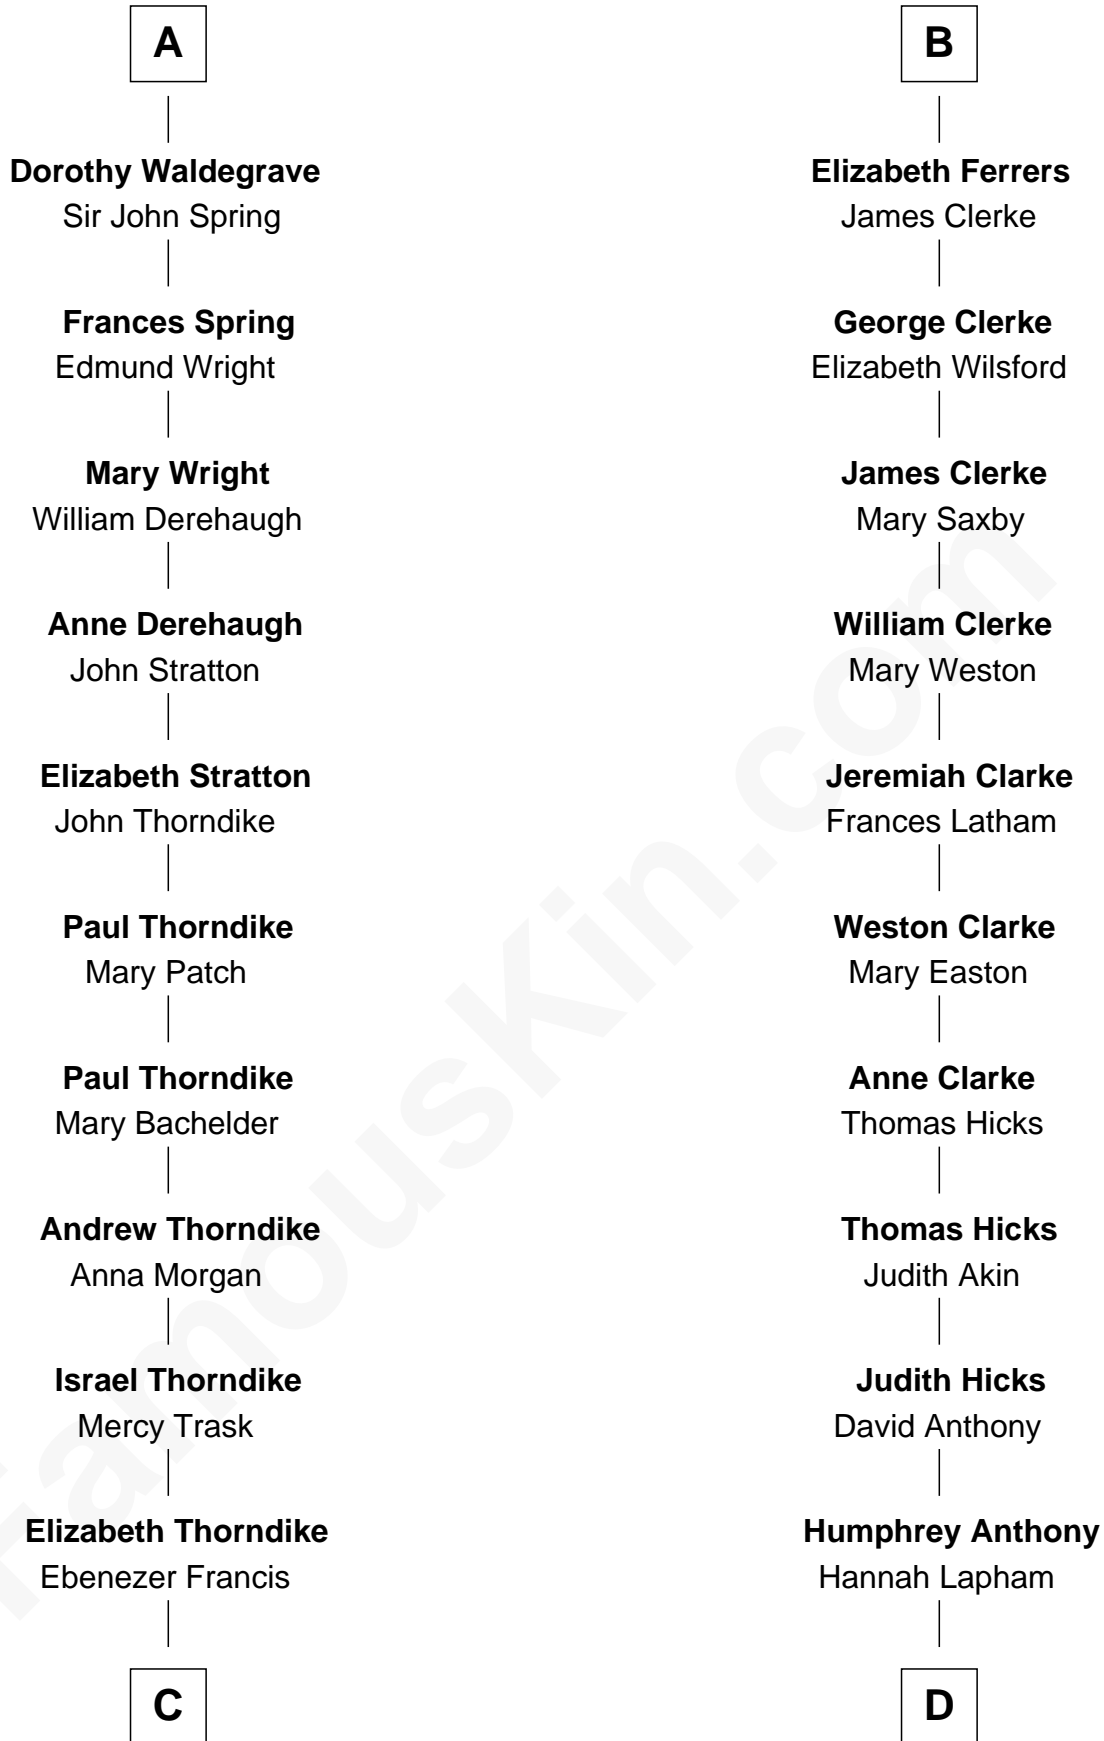 A
Dorothy Waldegrave
Sir John Spring
Frances Spring
Edmund Wright
Mary Wright
William Derehaugh
Anne Derehaugh
John Stratton
Elizabeth Stratton
John Thorndike
Paul Thorndike
Mary Patch
Paul Thorndike
Mary Bachelder
Andrew Thorndike
Anna Morgan
Israel Thorndike
Mercy Trask
Elizabeth Thorndike
Ebenezer Francis
C
B
Elizabeth Ferrers
James Clerke
George Clerke
Elizabeth Wilsford
James Clerke
Mary Saxby
William Clerke
Mary Weston
Jeremiah Clarke
Frances Latham
Weston Clarke
Mary Easton
Anne Clarke
Thomas Hicks
Thomas Hicks
Judith Akin
Judith Hicks
David Anthony
Humphrey Anthony
Hannah Lapham
D
FamousKin.com